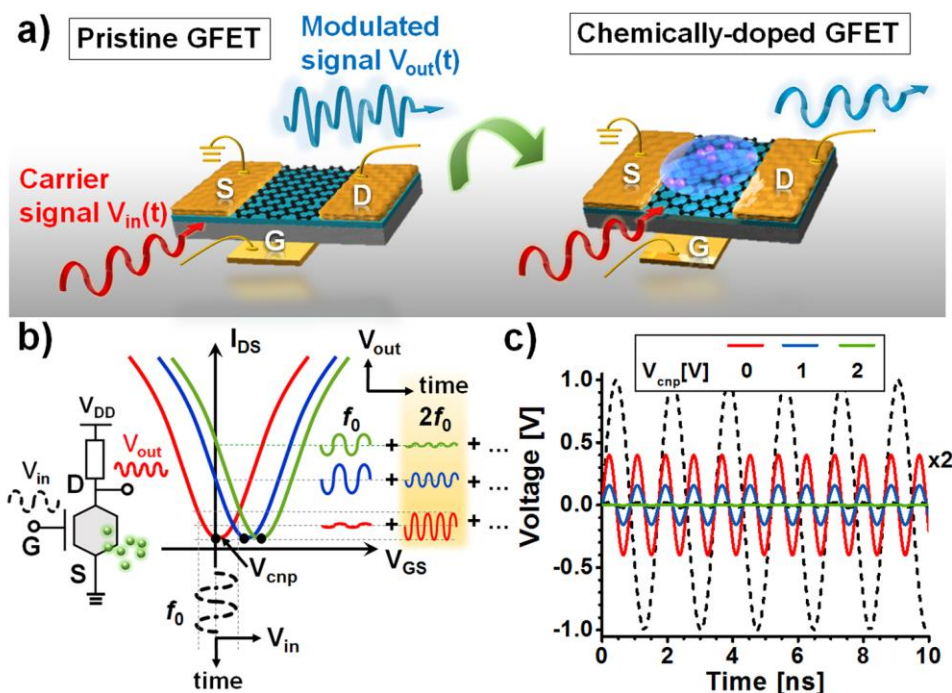 a)
Pristine GFET
Modulated
signal V_out(t)
Chemically-doped GFET
Carrier
signal V_in(t)
S
D
G
S
D
G
b)
I_DS
V_out
time
V_DD
V_out
V_in
D
G
S
f_0
2f_0
+
+ ...
+
+ ...
+
+ ...
V_cnp
V_GS
f_0
V_in
time
c)
V_cnp[V] 0 1 2
Voltage [V]
1.0
0.5
0.0
-0.5
-1.0
x2
0 2 4 6 8 10
Time [ns]